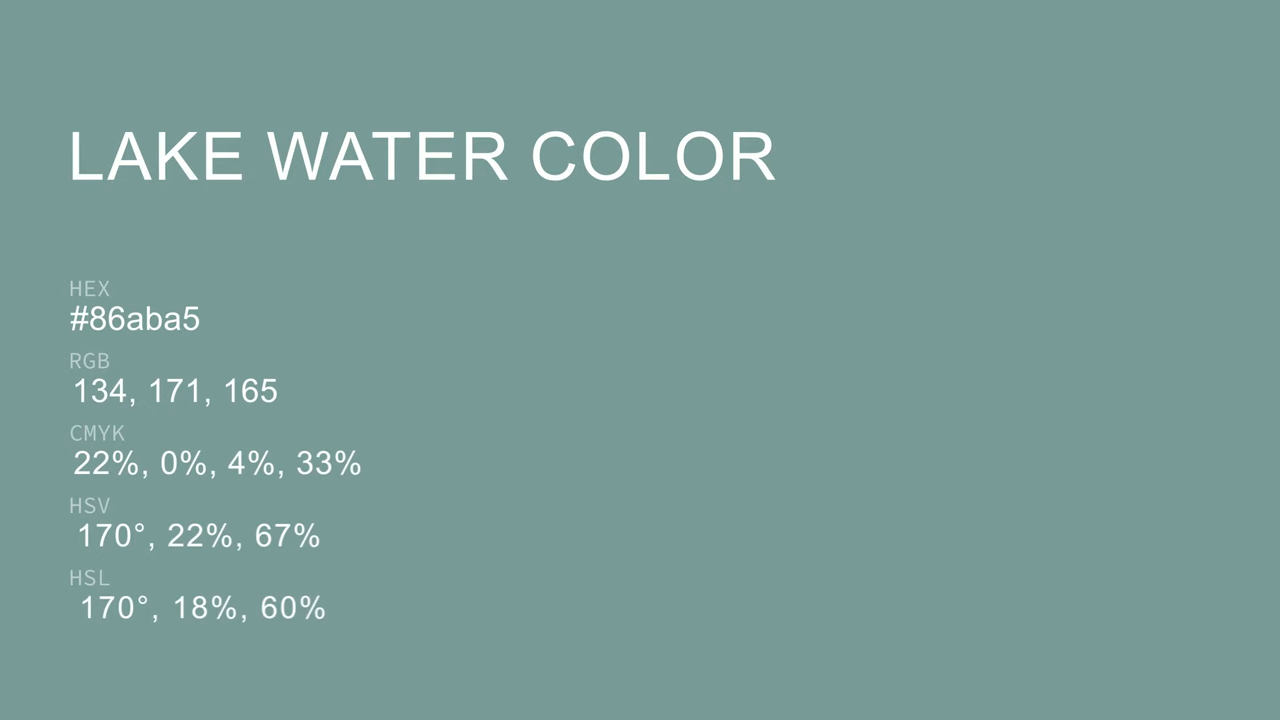 LAKE WATER COLOR
HEX
#86aba5
RGB
134, 171, 165
CMYK
22%, 0%, 4%, 33%
HSV
170°, 22%, 67%
HSL
170°, 18%, 60%